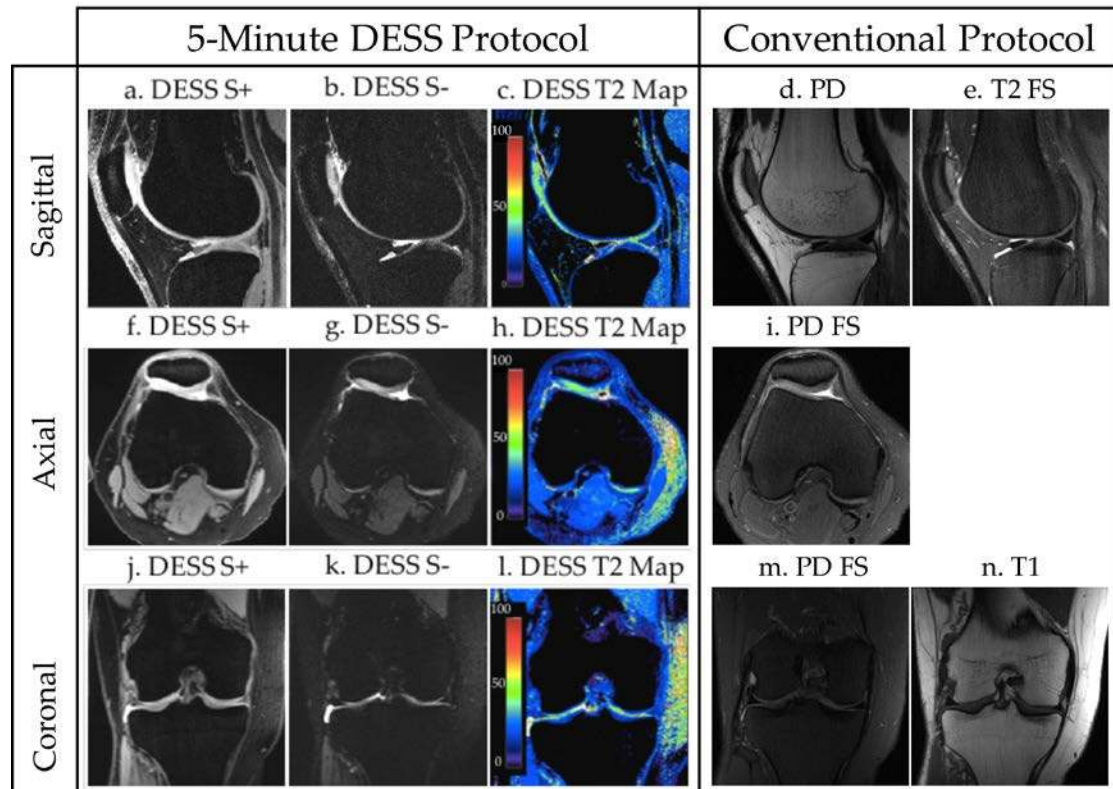 5-Minute DESS Protocol
Conventional Protocol
Sagittal
a. DESS S+
b. DESS S-
c. DESS T2 Map
d. PD
e. T2 FS
100
50
0
Axial
f. DESS S+
g. DESS S-
h. DESS T2 Map
i. PD FS
100
50
0
Coronal
j. DESS S+
k. DESS S-
l. DESS T2 Map
m. PD FS
n. T1
100
50
0